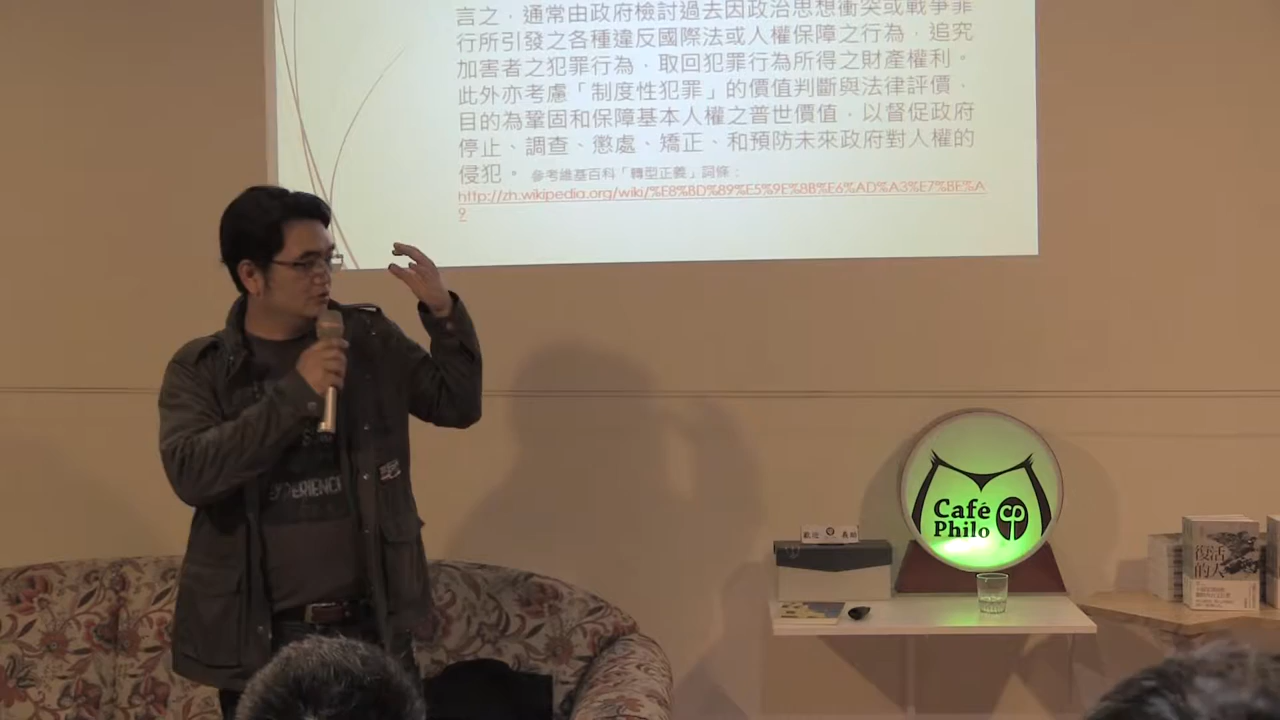 言之，通常由政府檢討過去因政治思想衝突或戰爭罪
行所引發之各種違反國際法或人權保障之行為，追究
加害者之犯罪行為，取回犯罪行為所得之財產權利。
此外亦考慮「制度性犯罪」的價值判斷與法律評價，
目的為鞏固和保障基本人權之普世價值，以督促政府
停止、調查、懲處、矯正、和預防未來政府對人權的
侵犯。參考維基百科「轉型正義」詞條：
http://zh.wikipedia.org/wiki/%E8%BD%89%E5%9E%8B%E6%AD%A3%E7%BE%A
9
Café
Philo
復活
的人